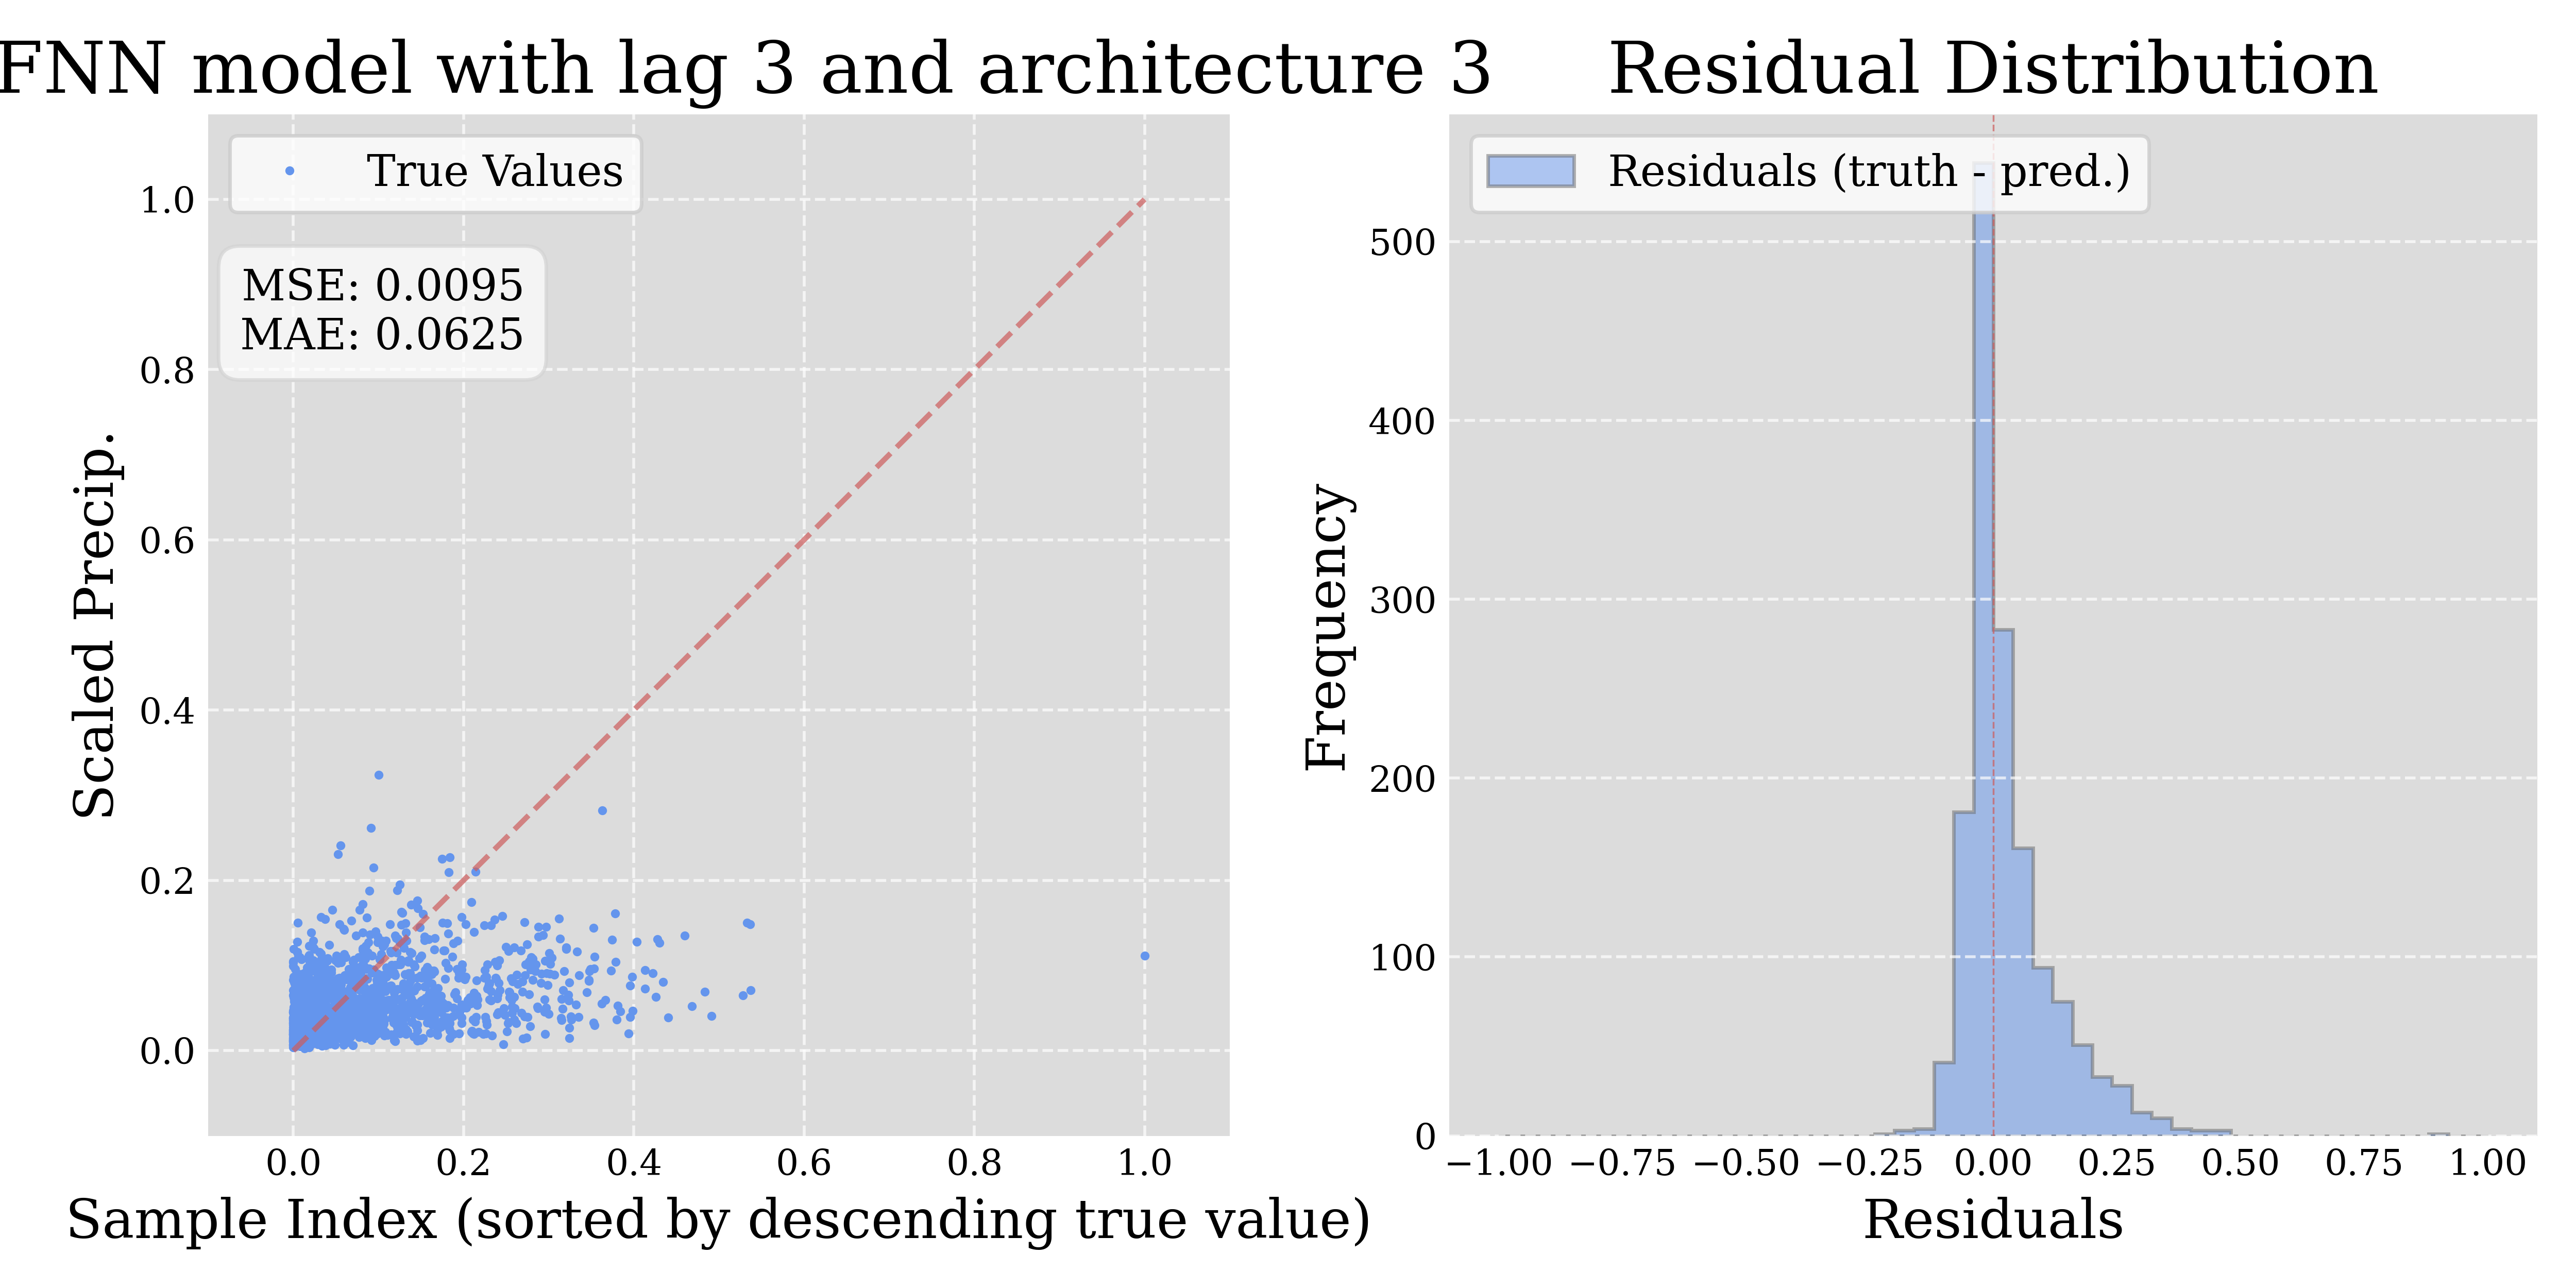 FNN model with lag 3 and architecture 3
True Values
MSE: 0.0095
MAE: 0.0625
1.0
0.8
0.6
0.4
0.2
0.0
Scaled Precip.
0.0 0.2 0.4 0.6 0.8 1.0
Sample Index (sorted by descending true value)
Residual Distribution
Residuals (truth - pred.)
500
400
300
200
100
0
Frequency
−1.00 −0.75 −0.50 −0.25 0.00 0.25 0.50 0.75 1.00
Residuals